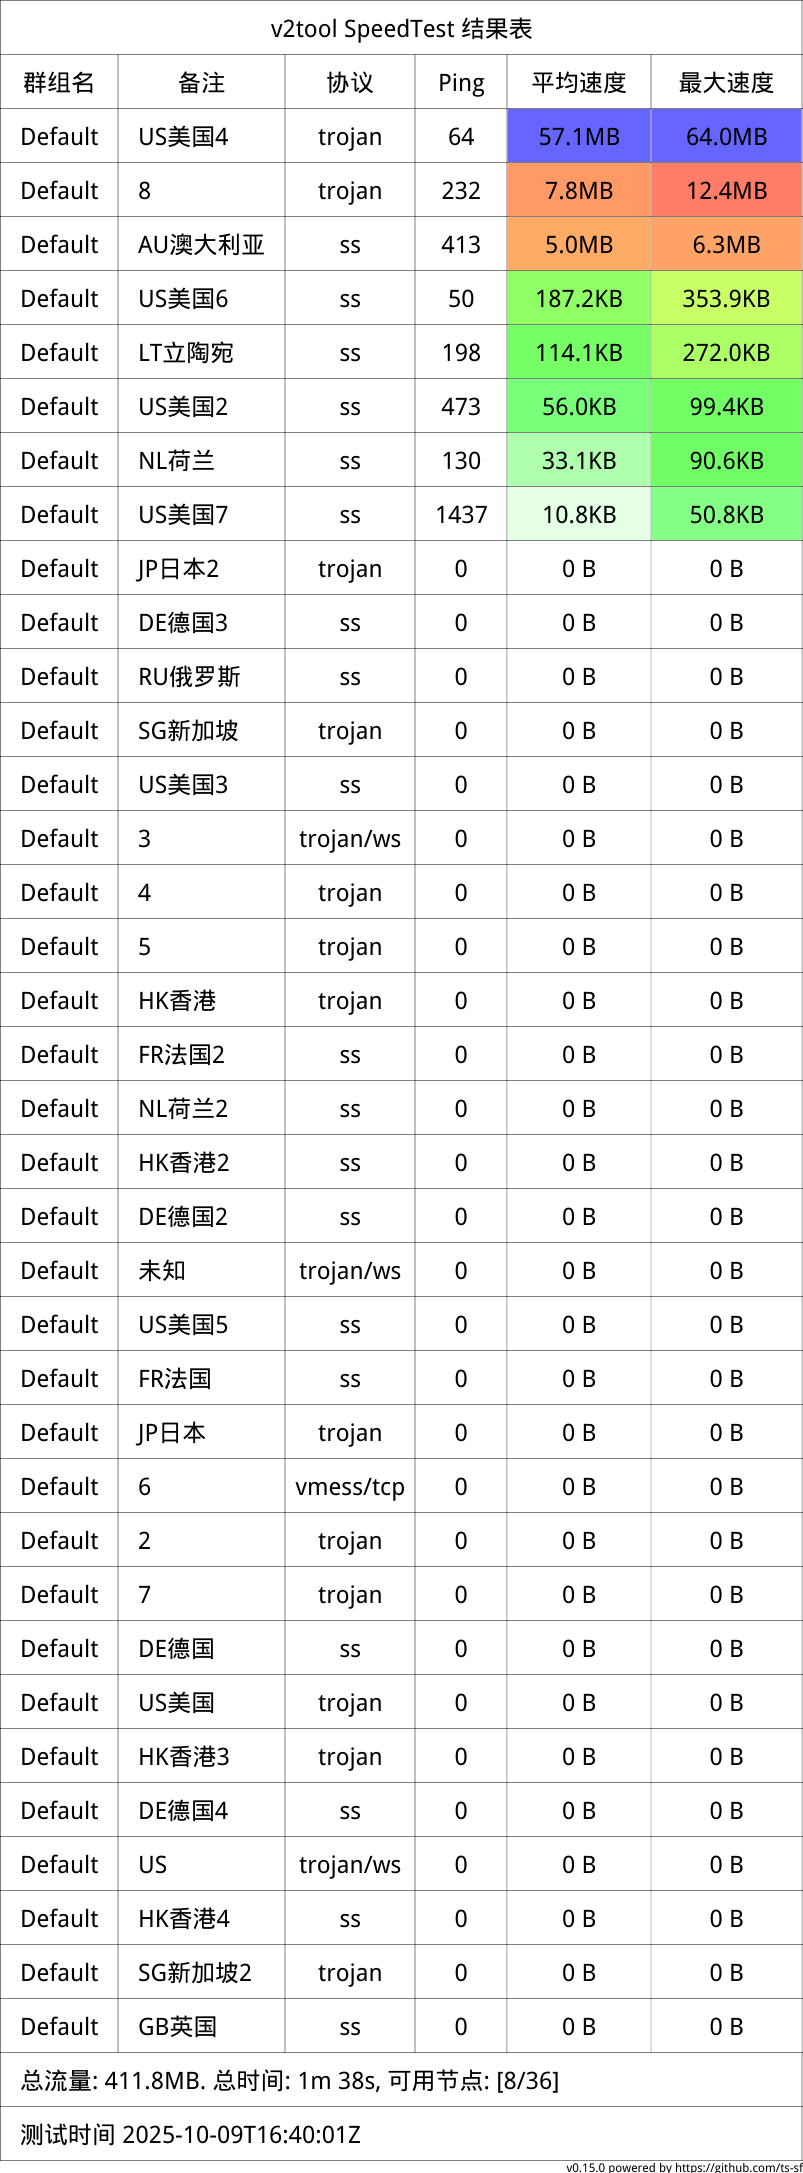 v2tool SpeedTest 结果表
群组名 备注 协议 Ping 平均速度 最大速度
Default US美国4 trojan 64 57.1MB 64.0MB
Default 8 trojan 232 7.8MB 12.4MB
Default AU澳大利亚 ss 413 5.0MB 6.3MB
Default US美国6 ss 50 187.2KB 353.9KB
Default LT立陶宛 ss 198 114.1KB 272.0KB
Default US美国2 ss 473 56.0KB 99.4KB
Default NL荷兰 ss 130 33.1KB 90.6KB
Default US美国7 ss 1437 10.8KB 50.8KB
Default JP日本2 trojan 0 0 B 0 B
Default DE德国3 ss 0 0 B 0 B
Default RU俄罗斯 ss 0 0 B 0 B
Default SG新加坡 trojan 0 0 B 0 B
Default US美国3 ss 0 0 B 0 B
Default 3 trojan/ws 0 0 B 0 B
Default 4 trojan 0 0 B 0 B
Default 5 trojan 0 0 B 0 B
Default HK香港 trojan 0 0 B 0 B
Default FR法国2 ss 0 0 B 0 B
Default NL荷兰2 ss 0 0 B 0 B
Default HK香港2 ss 0 0 B 0 B
Default DE德国2 ss 0 0 B 0 B
Default 未知 trojan/ws 0 0 B 0 B
Default US美国5 ss 0 0 B 0 B
Default FR法国 ss 0 0 B 0 B
Default JP日本 trojan 0 0 B 0 B
Default 6 vmess/tcp 0 0 B 0 B
Default 2 trojan 0 0 B 0 B
Default 7 trojan 0 0 B 0 B
Default DE德国 ss 0 0 B 0 B
Default US美国 trojan 0 0 B 0 B
Default HK香港3 trojan 0 0 B 0 B
Default DE德国4 ss 0 0 B 0 B
Default US trojan/ws 0 0 B 0 B
Default HK香港4 ss 0 0 B 0 B
Default SG新加坡2 trojan 0 0 B 0 B
Default GB英国 ss 0 0 B 0 B
总流量: 411.8MB. 总时间: 1m 38s, 可用节点: [8/36]
测试时间 2025-10-09T16:40:01Z
v0.15.0 powered by https://github.com/ts-sf